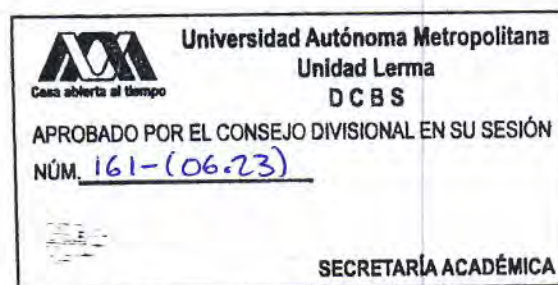 Universidad Autónoma Metropolitana
Casa abierta al tiempo
Unidad Lerma
DCBS
APROBADO POR EL CONSEJO DIVISIONAL EN SU SESIÓN
NÚM. 161-(06.23)
SECRETARÍA ACADÉMICA